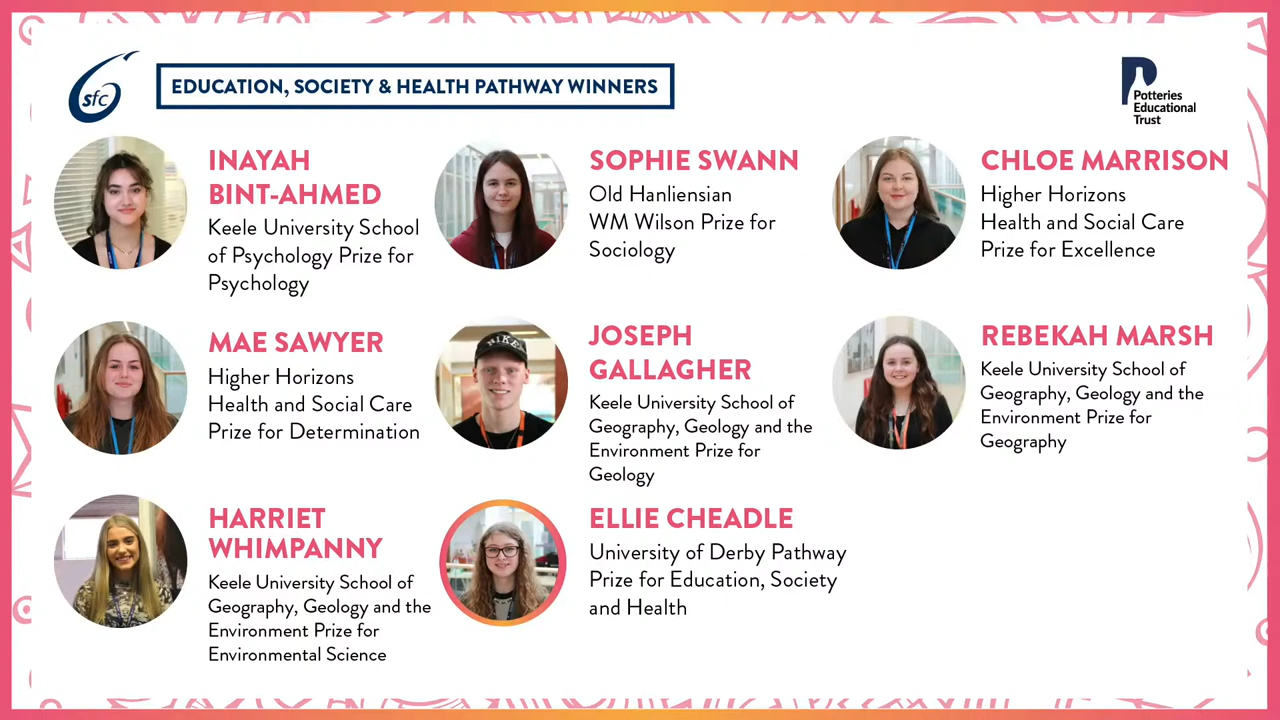 sfc
EDUCATION, SOCIETY & HEALTH PATHWAY WINNERS
Potteries
Educational
Trust
INAYAH
BINT-AHMED
Keele University School
of Psychology Prize for
Psychology
SOPHIE SWANN
Old Hanliensian
WM Wilson Prize for
Sociology
CHLOE MARRISON
Higher Horizons
Health and Social Care
Prize for Excellence
MAE SAWYER
Higher Horizons
Health and Social Care
Prize for Determination
NIKE
JOSEPH
GALLAGHER
Keele University School of
Geography, Geology and the
Environment Prize for
Geology
REBEKAH MARSH
Keele University School of
Geography, Geology and the
Environment Prize for
Geography
HARRIET
WHIMPANNY
Keele University School of
Geography, Geology and the
Environment Prize for
Environmental Science
ELLIE CHEADLE
University of Derby Pathway
Prize for Education, Society
and Health